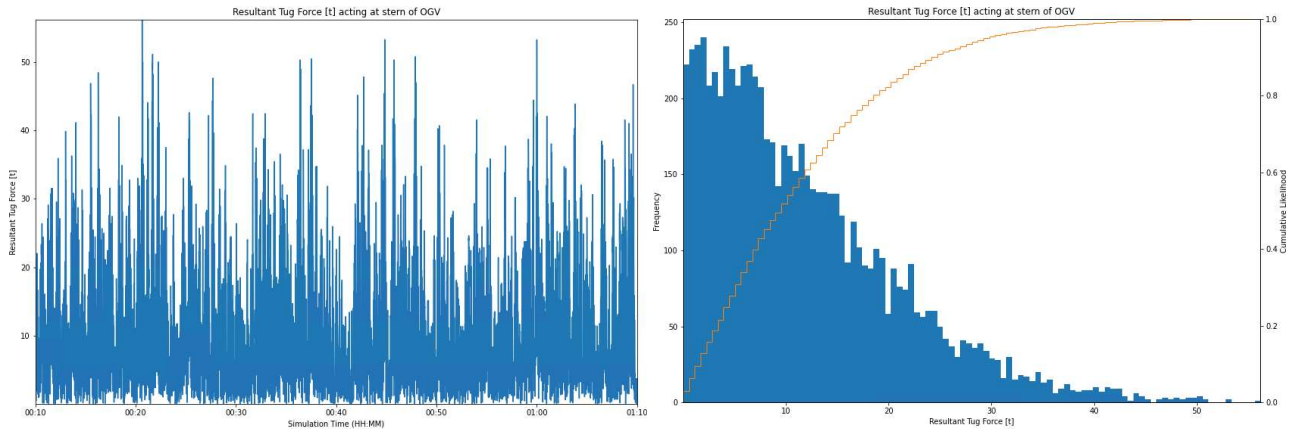 Resultant Tug Force [t] acting at stern of OGV
50
40
30
20
10
Resultant Tug Force [t]
00:10 00:20 00:30 00:40 00:50 01:00 01:10
Simulation Time (HH:MM)
Resultant Tug Force [t] acting at stern of OGV
250
200
150
100
50
0
Frequency
1.0
0.8
0.6
0.4
0.2
0.0
Cumulative Likelihood
10 20 30 40 50
Resultant Tug Force [t]